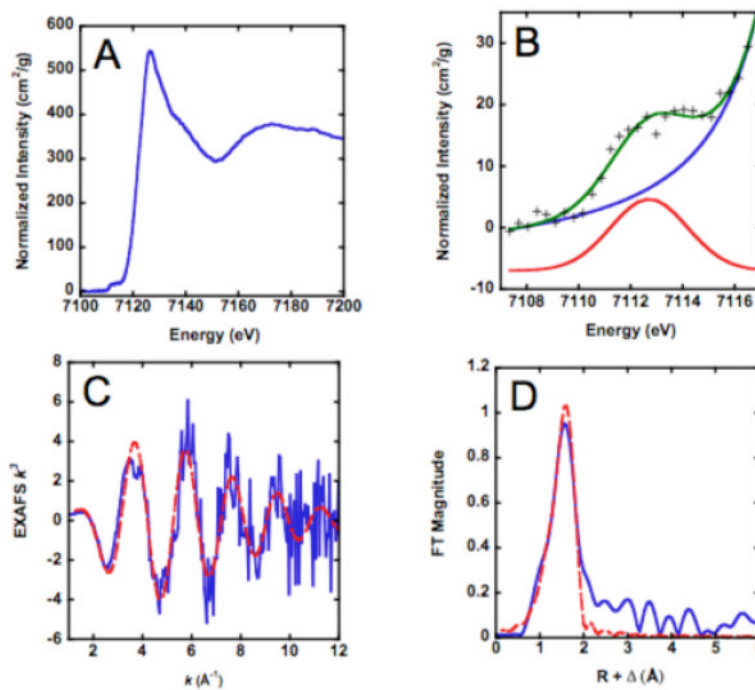 A
Normalized Intensity (cm²/g)
600
500
400
300
200
100
0
7100 7120 7140 7160 7180 7200
Energy (eV)
B
Normalized Intensity (cm²/g)
30
20
10
0
-10
7108 7110 7112 7114 7116
Energy (eV)
C
EXAFS k³
8
6
4
2
0
-2
-4
-6
2 4 6 8 10 12
k (Å⁻¹)
D
FT Magnitude
1.2
1
0.8
0.6
0.4
0.2
0
0 1 2 3 4 5
R + Δ (Å)